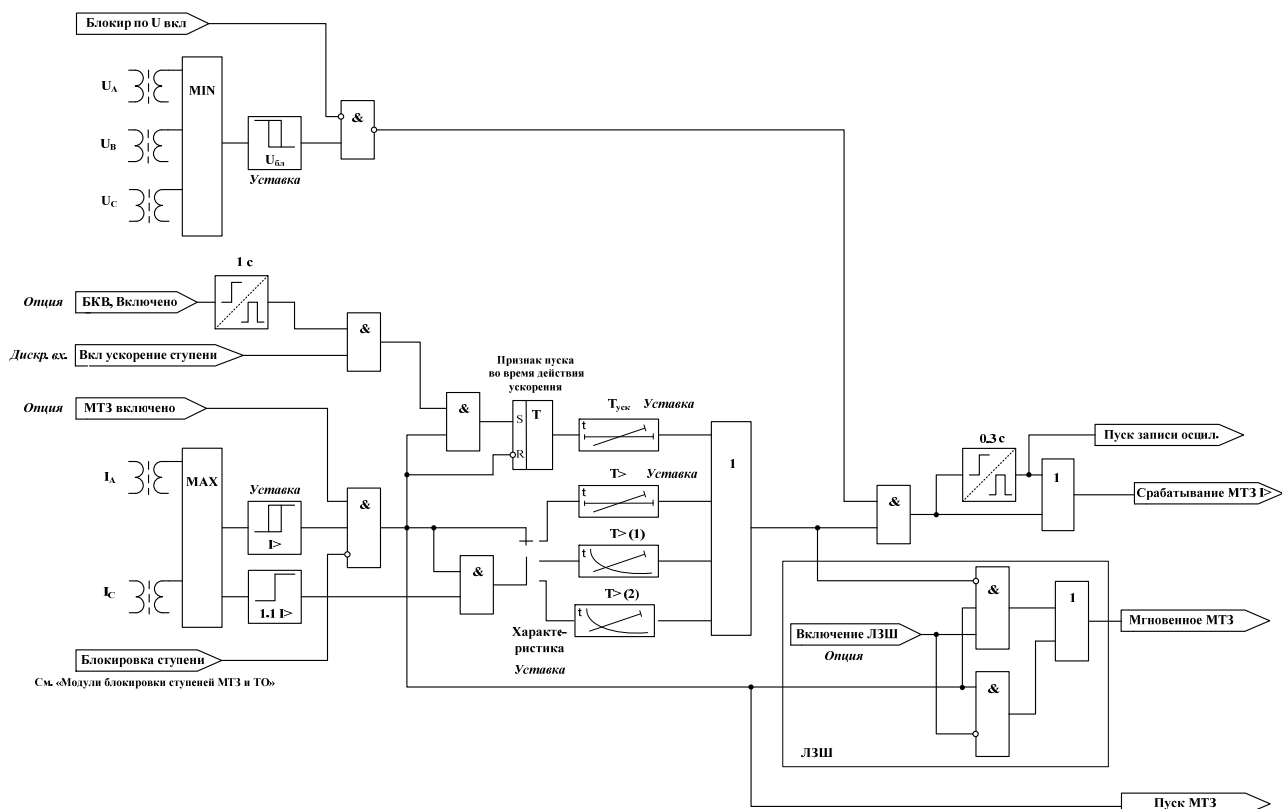 Блокир по U вкл
U_A
MIN
&
U_B
U_бл
Уставка
U_C
1 с
Опция
БКВ, Включено
&
Дискр. вх.
Вкл ускорение ступени
Признак пуска
во время действия
ускорения
Опция
МТЗ включено
&
S
T
R
T_уск
Уставка
t
I_A
MAX
Уставка
I>
&
T>
Уставка
t
1
0.3 с
Пуск записи осцил.
&
1
Срабатывание МТЗ I>
T> (1)
t
&
1.1 I>
I_C
T> (2)
t
&
1
Включение ЛЗШ
Опция
Мгновенное МТЗ
Характе–
ристика
Уставка
Блокировка ступени
См. «Модули блокировки ступеней МТЗ и ТО»
&
ЛЗШ
Пуск МТЗ